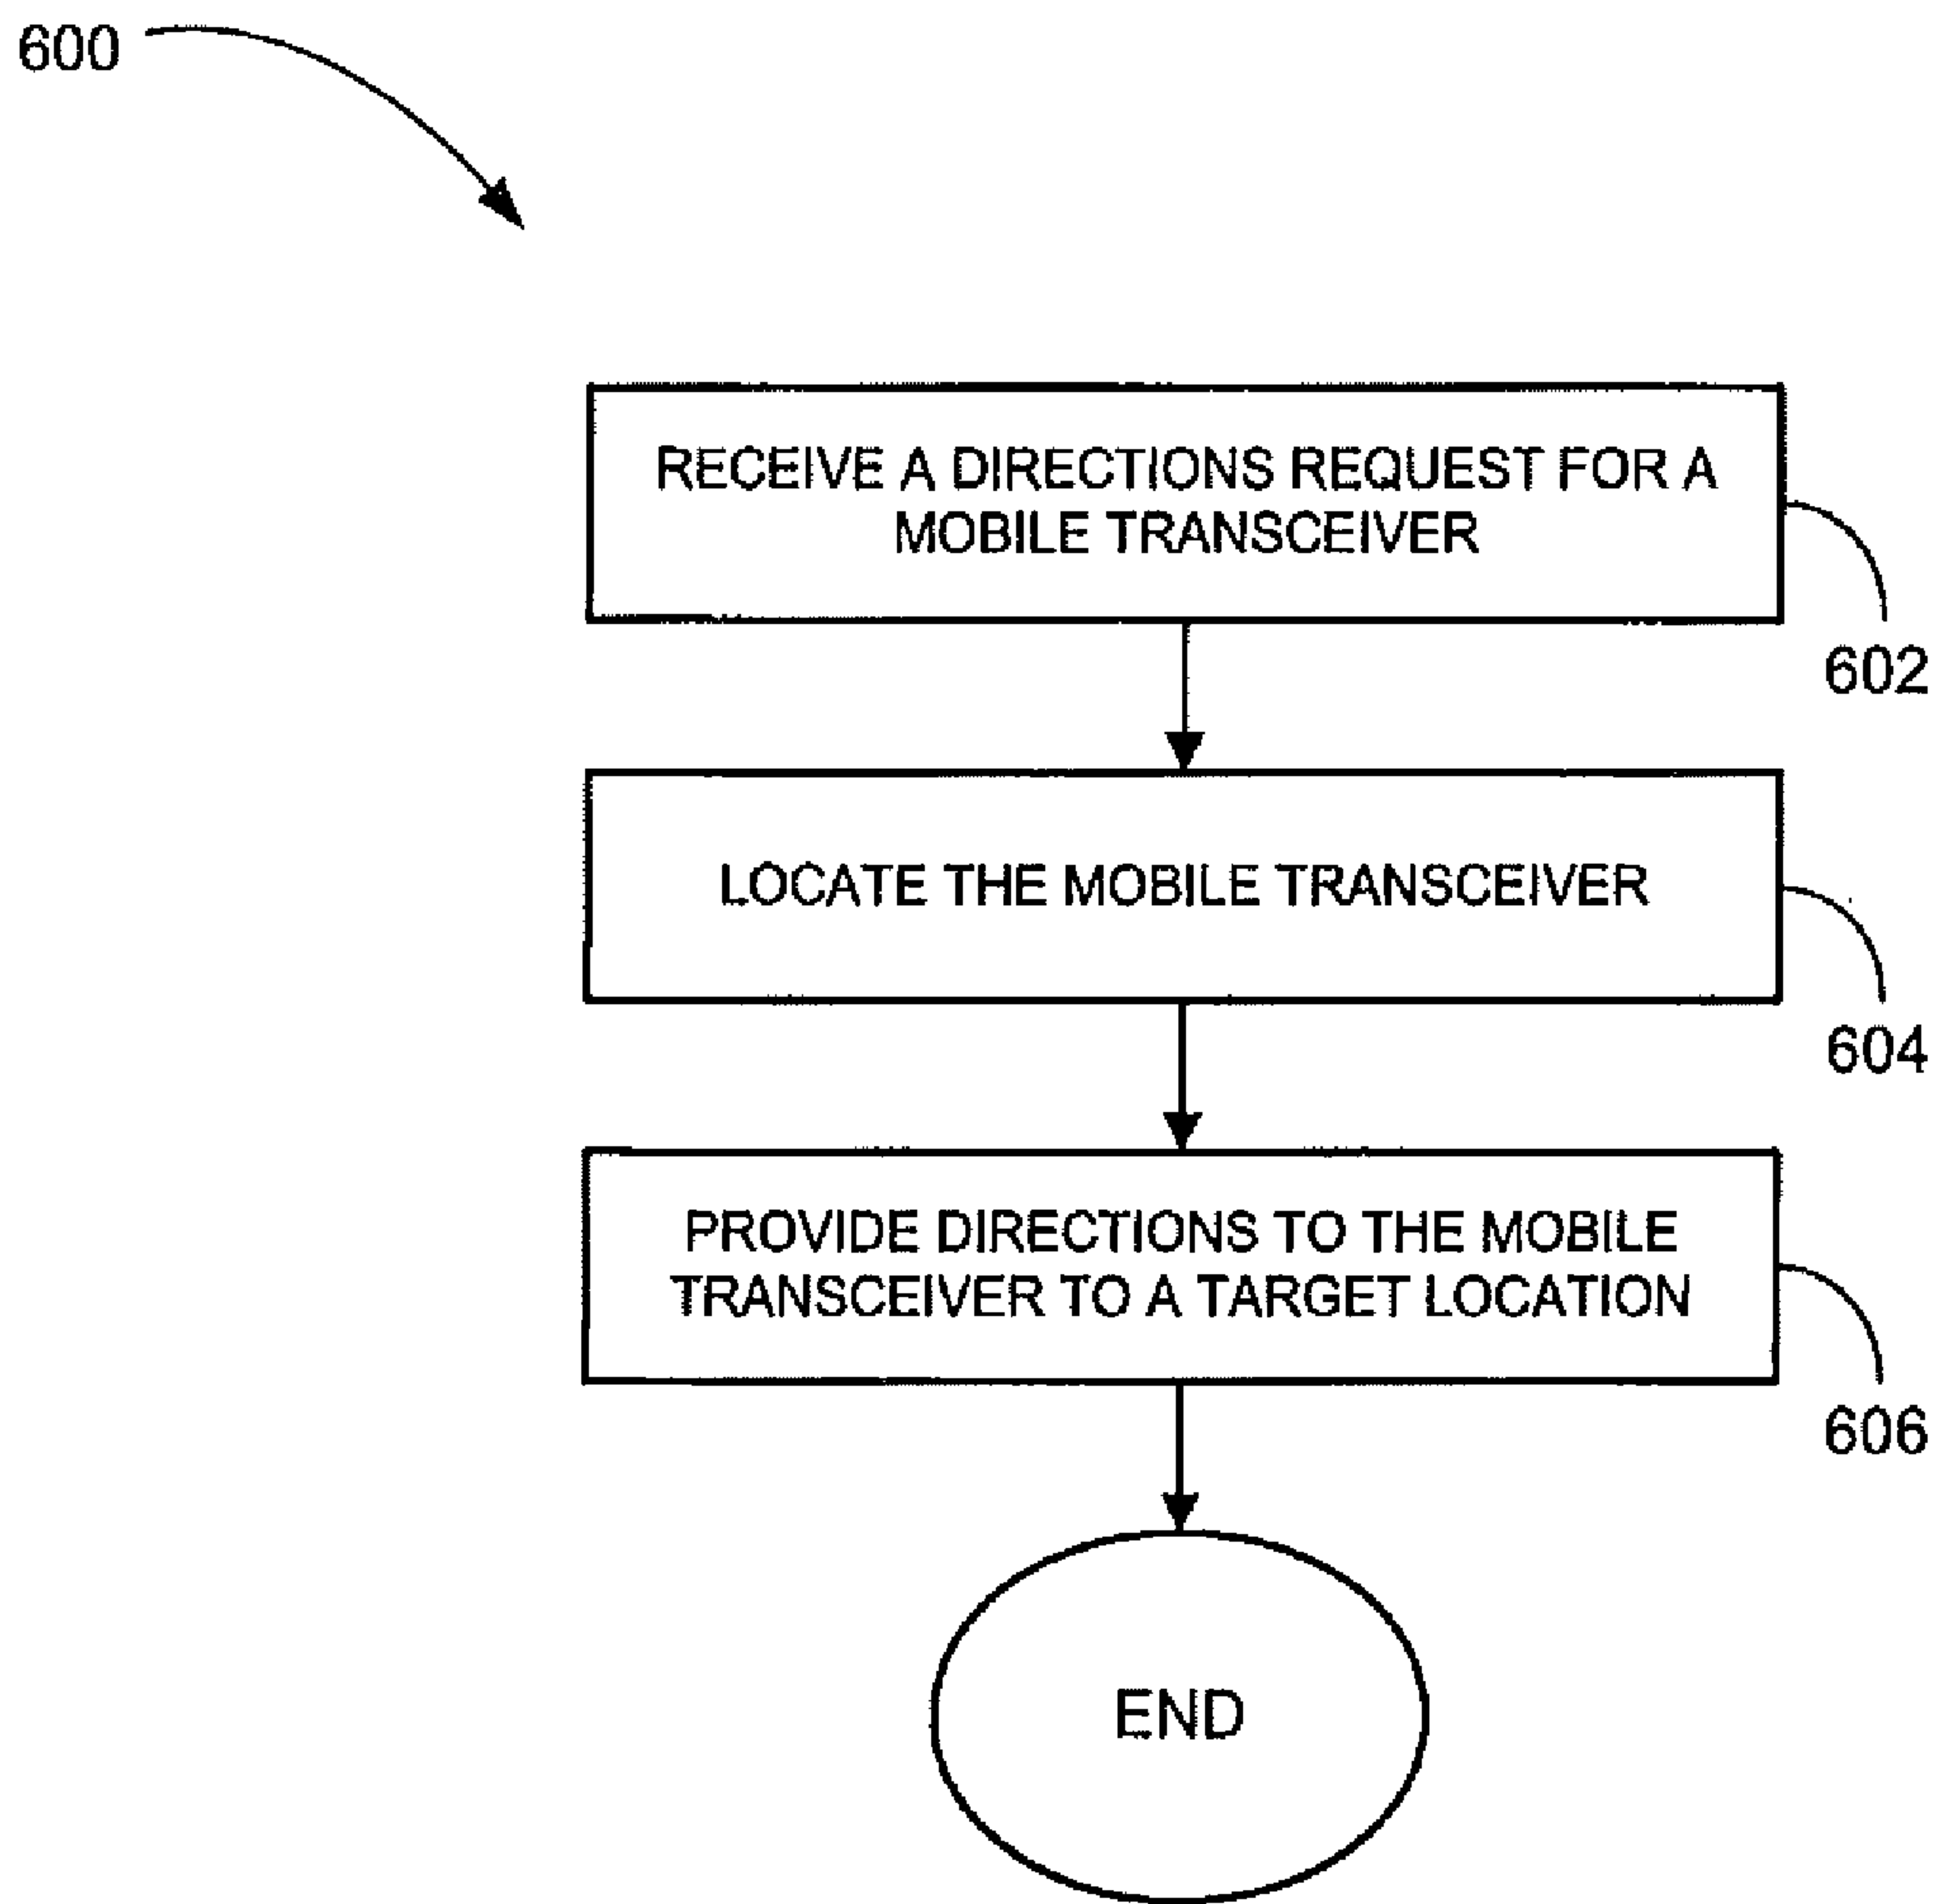 600
RECEIVE A DIRECTIONS REQUEST FOR A
MOBILE TRANSCEIVER
602
LOCATE THE MOBILE TRANSCEIVER
604
PROVIDE DIRECTIONS TO THE MOBILE
TRANSCEIVER TO A TARGET LOCATION
606
END